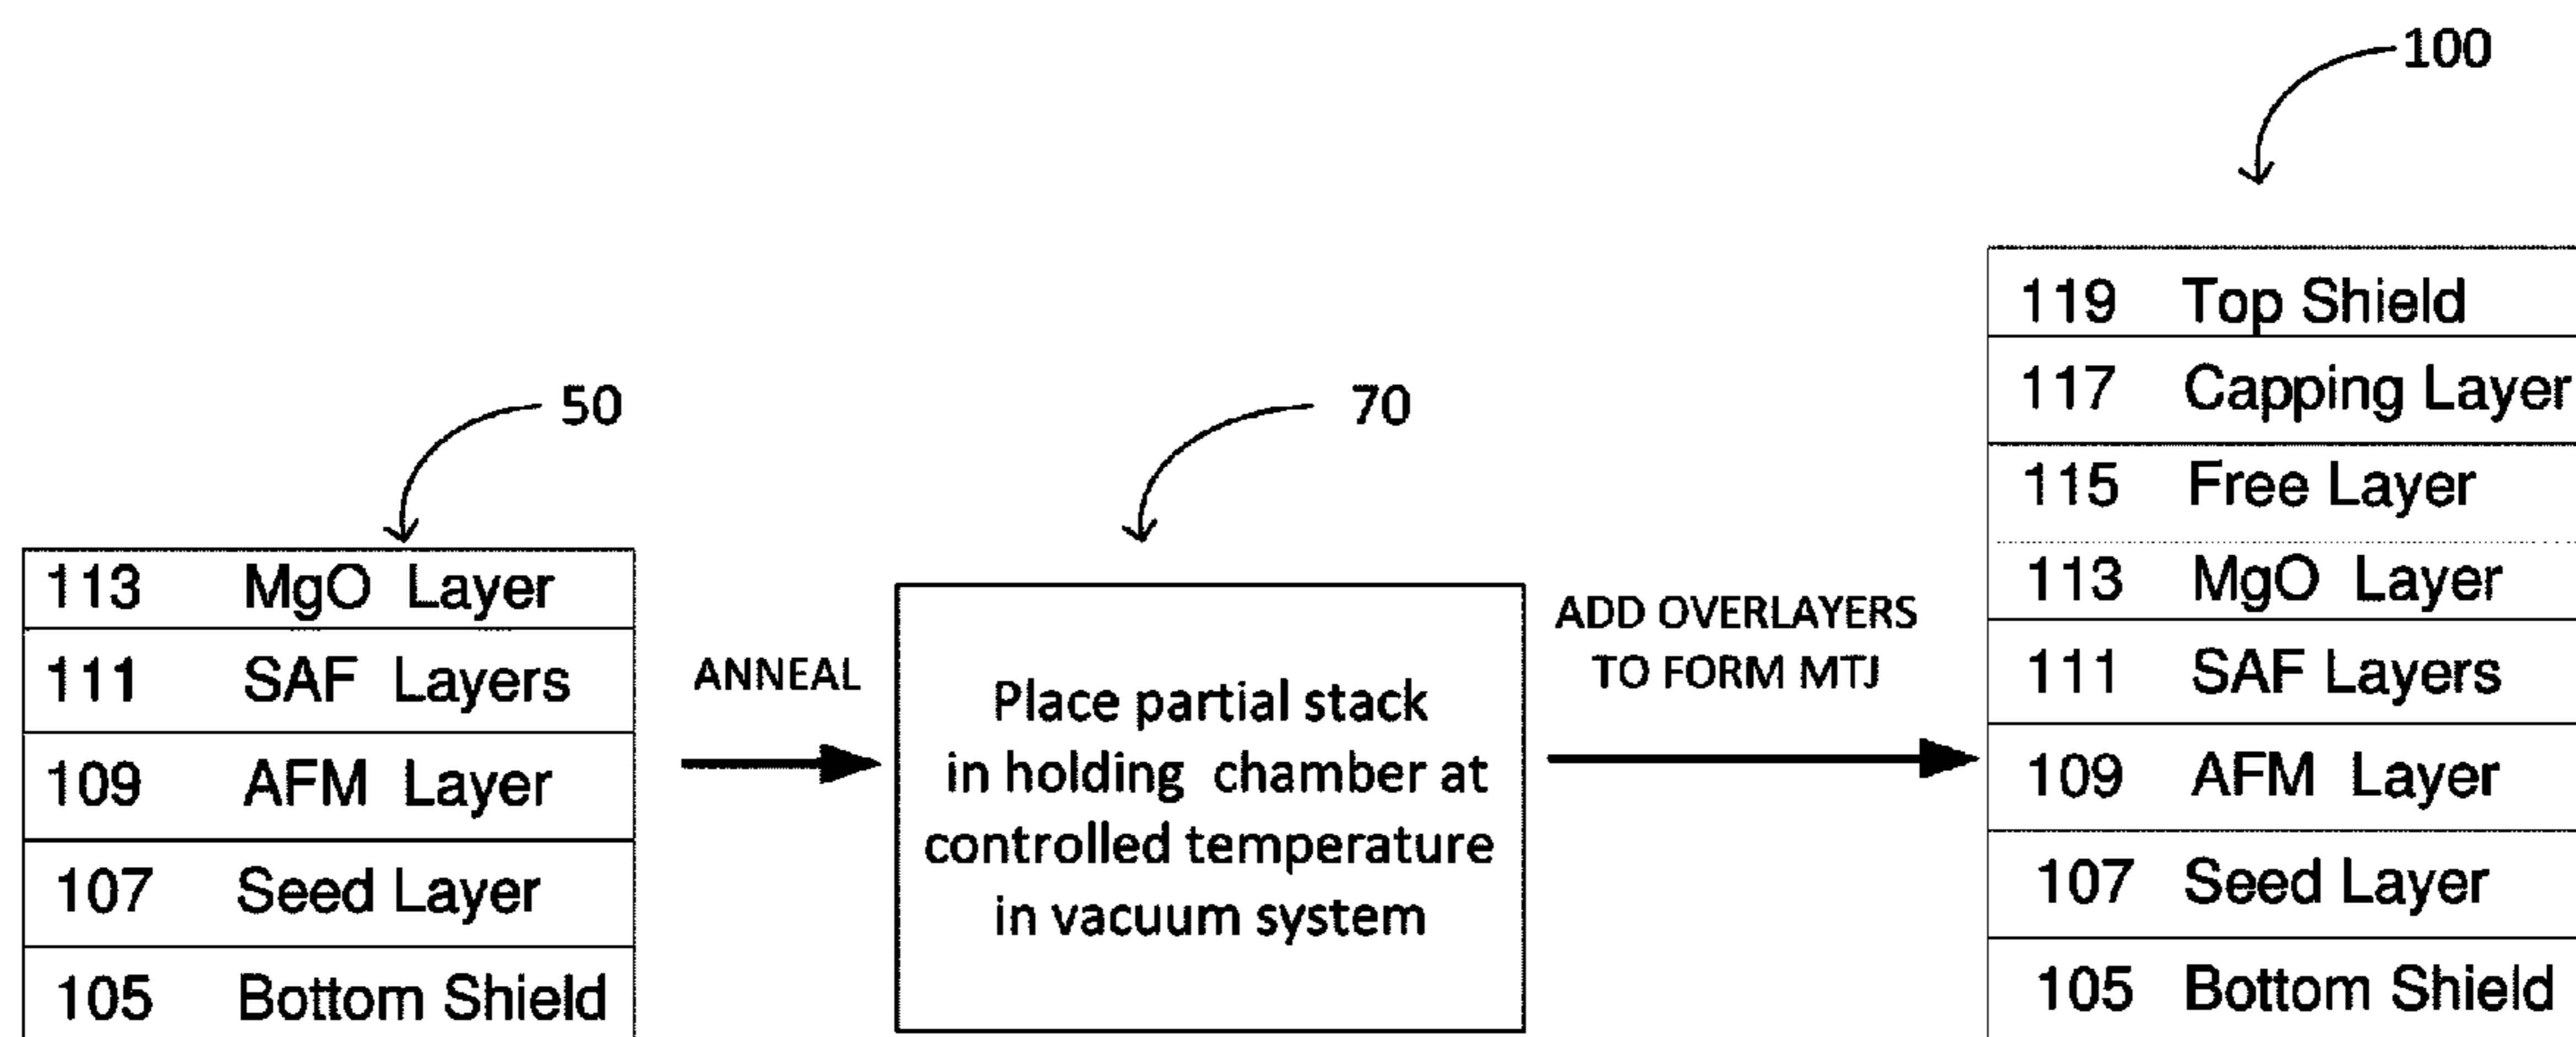 100
50
70
113 MgO Layer
111 SAF Layers
109 AFM Layer
107 Seed Layer
105 Bottom Shield
ANNEAL
Place partial stack
in holding chamber at
controlled temperature
in vacuum system
ADD OVERLAYERS
TO FORM MTJ
119 Top Shield
117 Capping Layer
115 Free Layer
113 MgO Layer
111 SAF Layers
109 AFM Layer
107 Seed Layer
105 Bottom Shield